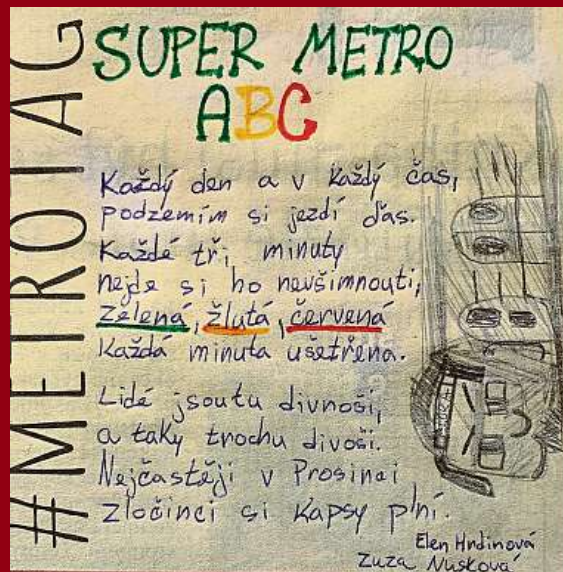 #METROTAG
SUPER METRO
ABC
Každý den a v každý čas,
podzemím si jezdí ďas.
Každé tři minuty
nejde si ho nevšimnouti,
Zelená, žlutá, červená
Každá minuta ušetřena.
Lidé jsoutu divnoši,
a taky trochu divoši.
Nejčastěji v Prosinci
zločinci si kapsy plní.
Elen Hrdinová
Zuza Nusková